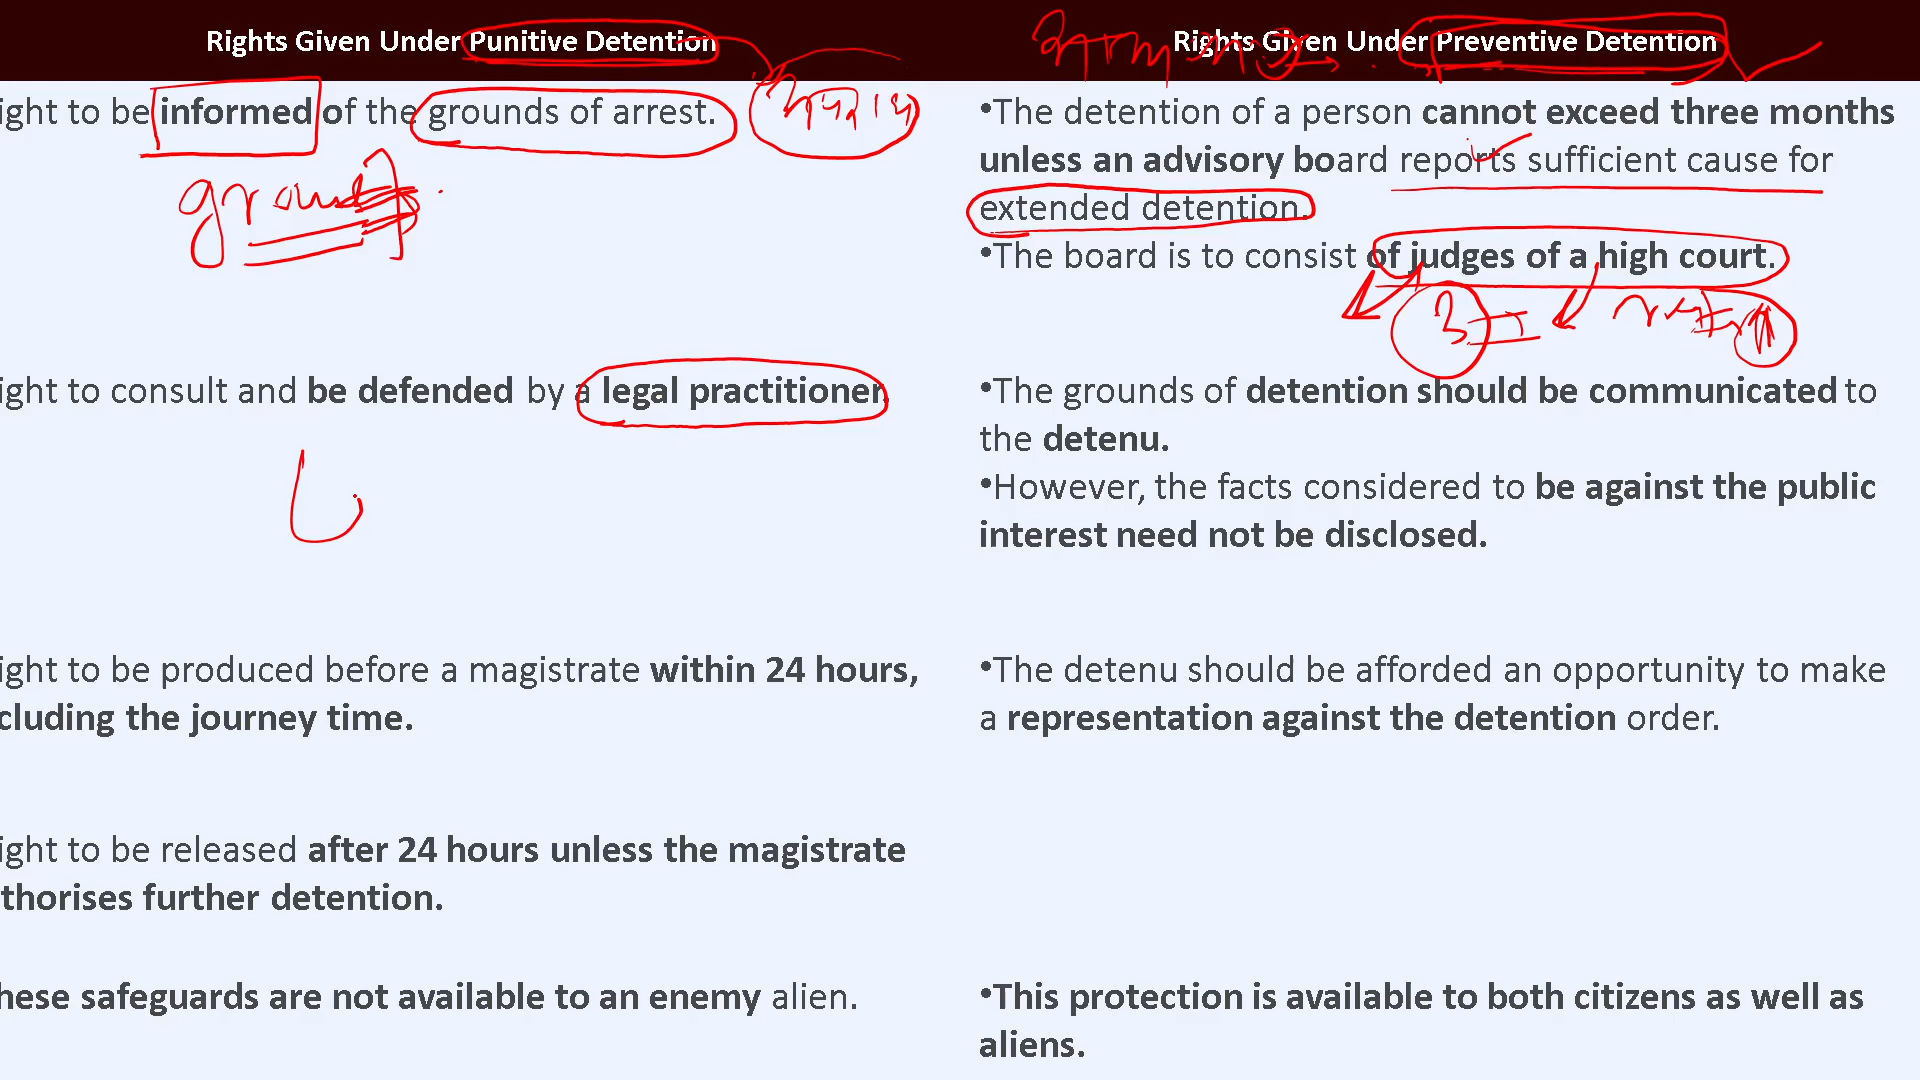 Rights Given Under Punitive Detention
ight to be informed of the grounds of arrest.
अपराध
ground
ight to consult and be defended by a legal practitioner.
ight to be produced before a magistrate within 24 hours,
cluding the journey time.
ight to be released after 24 hours unless the magistrate
thorises further detention.
hese safeguards are not available to an enemy alien.
Rights Given Under Preventive Detention
•The detention of a person cannot exceed three months
unless an advisory board reports sufficient cause for
extended detention.
•The board is to consist of judges of a high court.
3
•The grounds of detention should be communicated to
the detenu.
•However, the facts considered to be against the public
interest need not be disclosed.
•The detenu should be afforded an opportunity to make
a representation against the detention order.
•This protection is available to both citizens as well as
aliens.